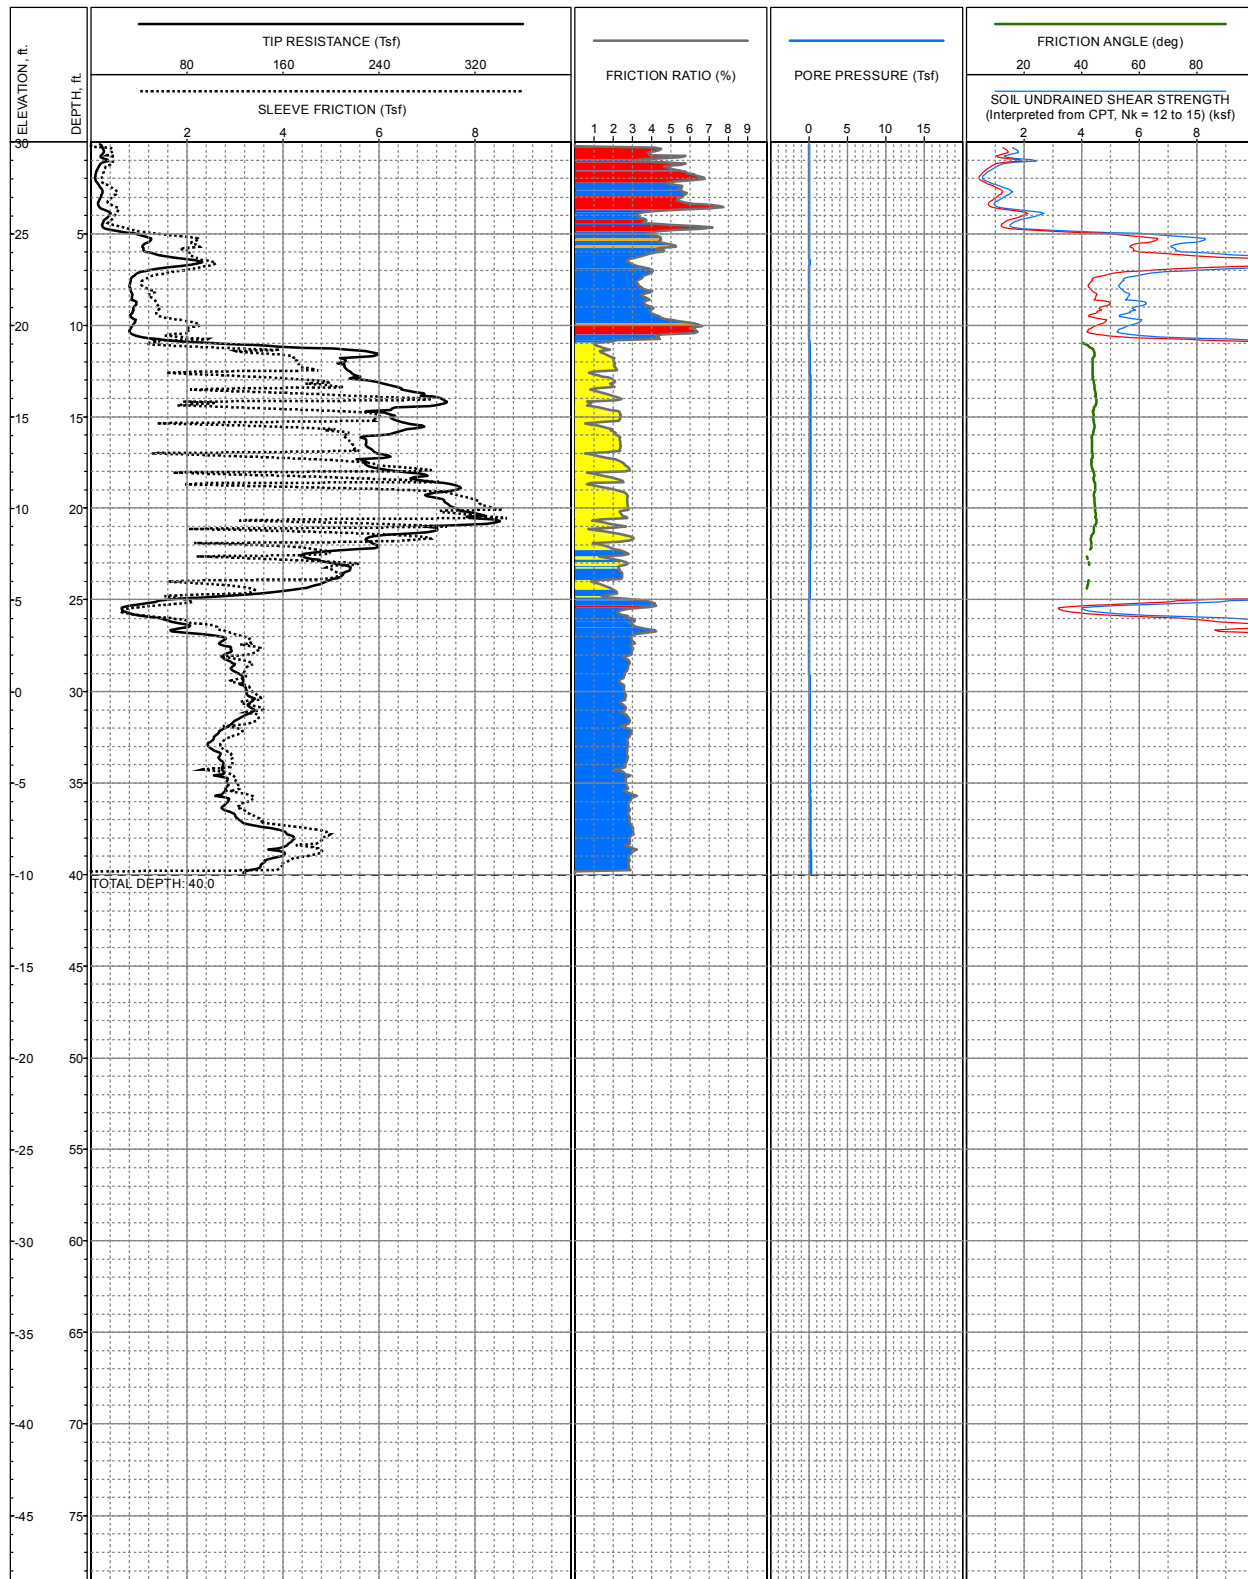 ELEVATION, ft.
DEPTH, ft.
TIP RESISTANCE (Tsf)
80 160 240 320
SLEEVE FRICTION (Tsf)
2 4 6 8
FRICTION RATIO (%)
1 2 3 4 5 6 7 8 9
PORE PRESSURE (Tsf)
0 5 10 15
FRICTION ANGLE (deg)
20 40 60 80
SOIL UNDRAINED SHEAR STRENGTH
(Interpreted from CPT, Nk = 12 to 15) (ksf)
20 40 60 80
30
25 5
20 10
15 15
10 20
5 25
0 30
-5 35
-10 40
TOTAL DEPTH: 40.0
-15 45
-20 50
-25 55
-30 60
-35 65
-40 70
-45 75